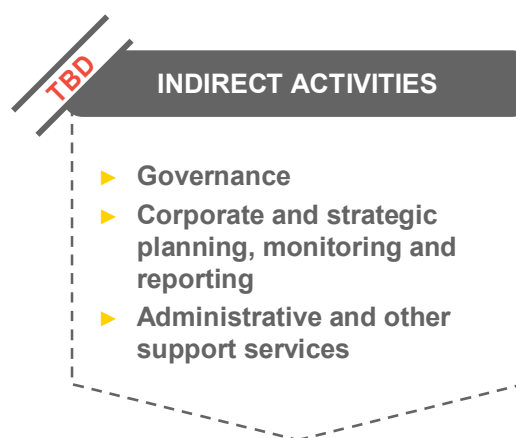 TBD
INDIRECT ACTIVITIES
► Governance
► Corporate and strategic
planning, monitoring and
reporting
► Administrative and other
support services